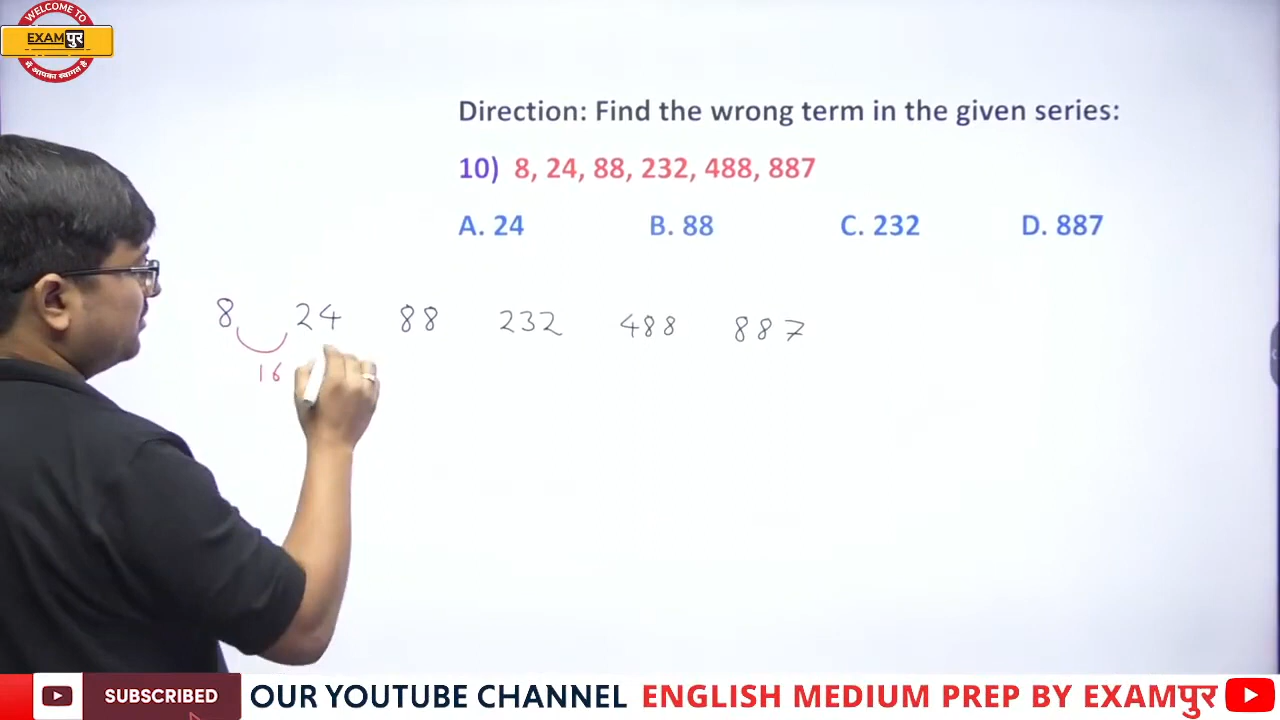 WELCOME TO
EXAMपुर
में आपका स्वागत है
Direction: Find the wrong term in the given series:
10) 8, 24, 88, 232, 488, 887
A. 24 B. 88 C. 232 D. 887
8 24 88 232 488 887
16
SUBSCRIBED OUR YOUTUBE CHANNEL ENGLISH MEDIUM PREP BY EXAMपुर